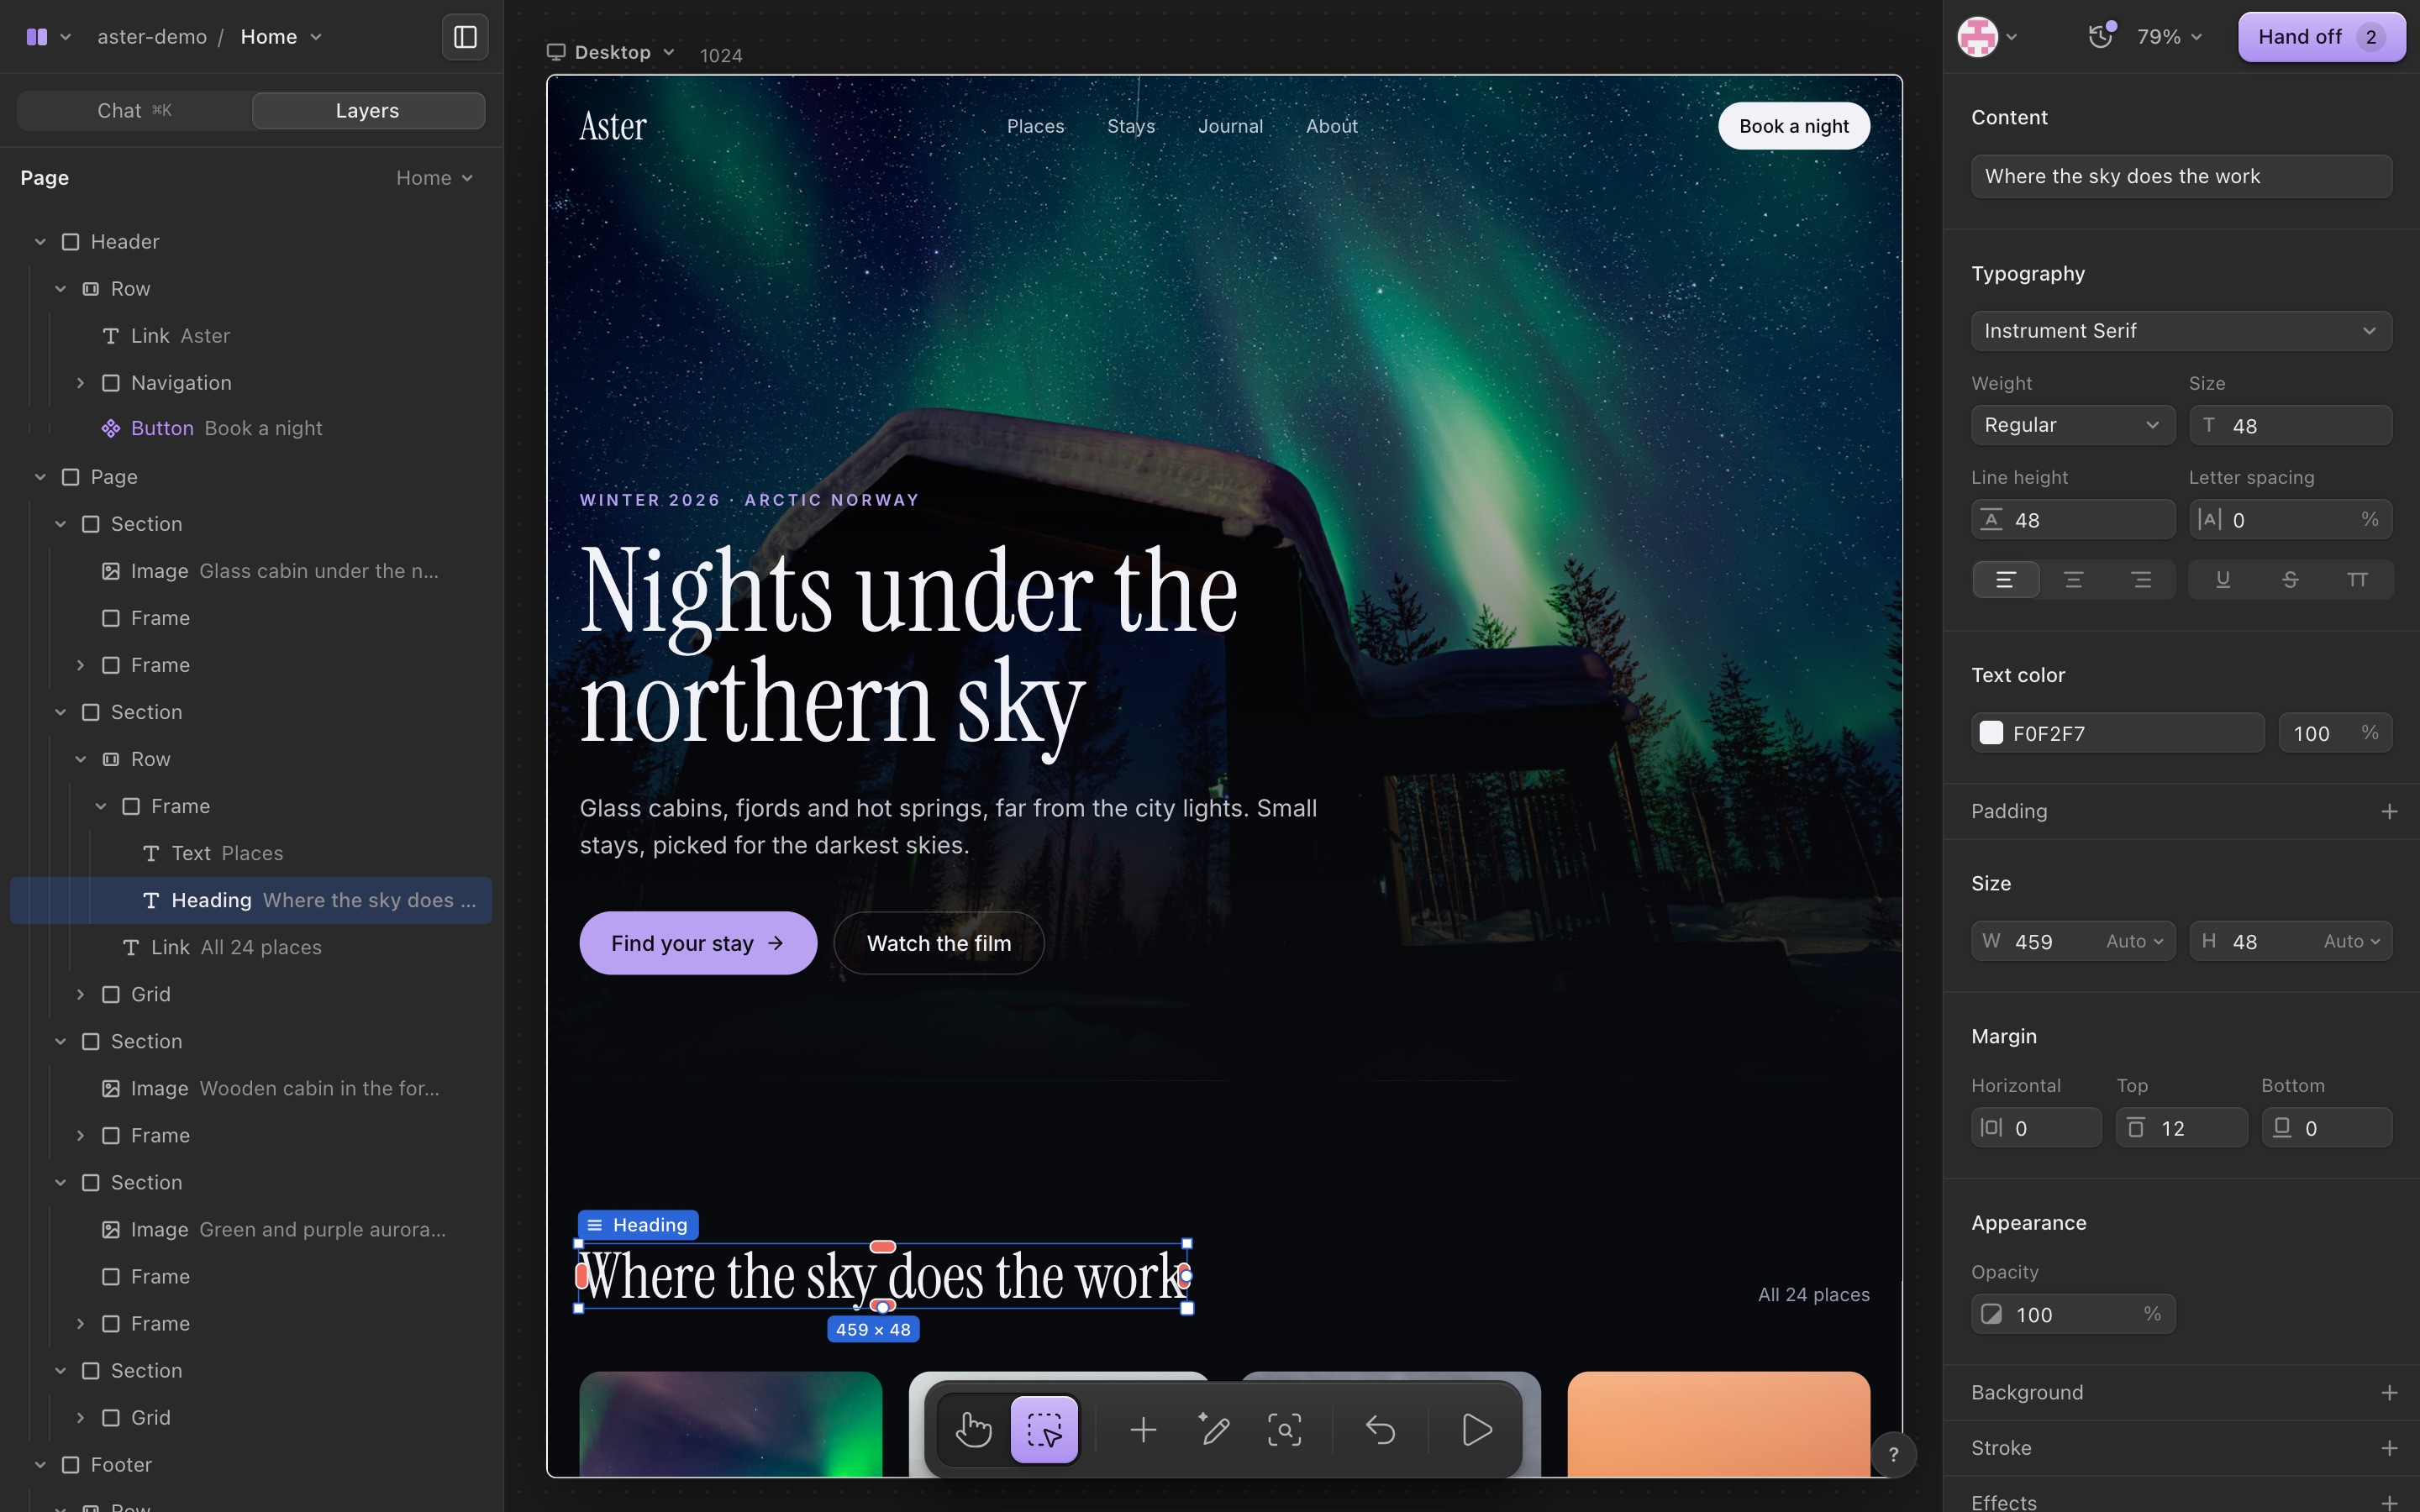 aster-demo / Home
Chat ⌘K
Layers
Page
Home
Header
Row
Link Aster
Navigation
Button Book a night
Page
Section
Image Glass cabin under the n...
Frame
Frame
Section
Row
Frame
Text Places
Heading Where the sky does ...
Link All 24 places
Grid
Section
Image Wooden cabin in the for...
Frame
Section
Image Green and purple aurora...
Frame
Frame
Section
Grid
Footer
Row
Desktop 1024
Aster
Places Stays Journal About
Book a night
WINTER 2026 · ARCTIC NORWAY
Nights under the
northern sky
Glass cabins, fjords and hot springs, far from the city lights. Small
stays, picked for the darkest skies.
Find your stay →
Watch the film
Heading
Where the sky does the work
459 × 48
All 24 places
?
79%
Hand off 2
Content
Where the sky does the work
Typography
Instrument Serif
Weight Size
Regular T 48
Line height Letter spacing
A 48 |A| 0 %
U S TT
Text color
F0F2F7 100 %
Padding
Size
W 459 Auto H 48 Auto
Margin
Horizontal Top Bottom
0 12 0
Appearance
Opacity
100 %
Background
Stroke
Effects